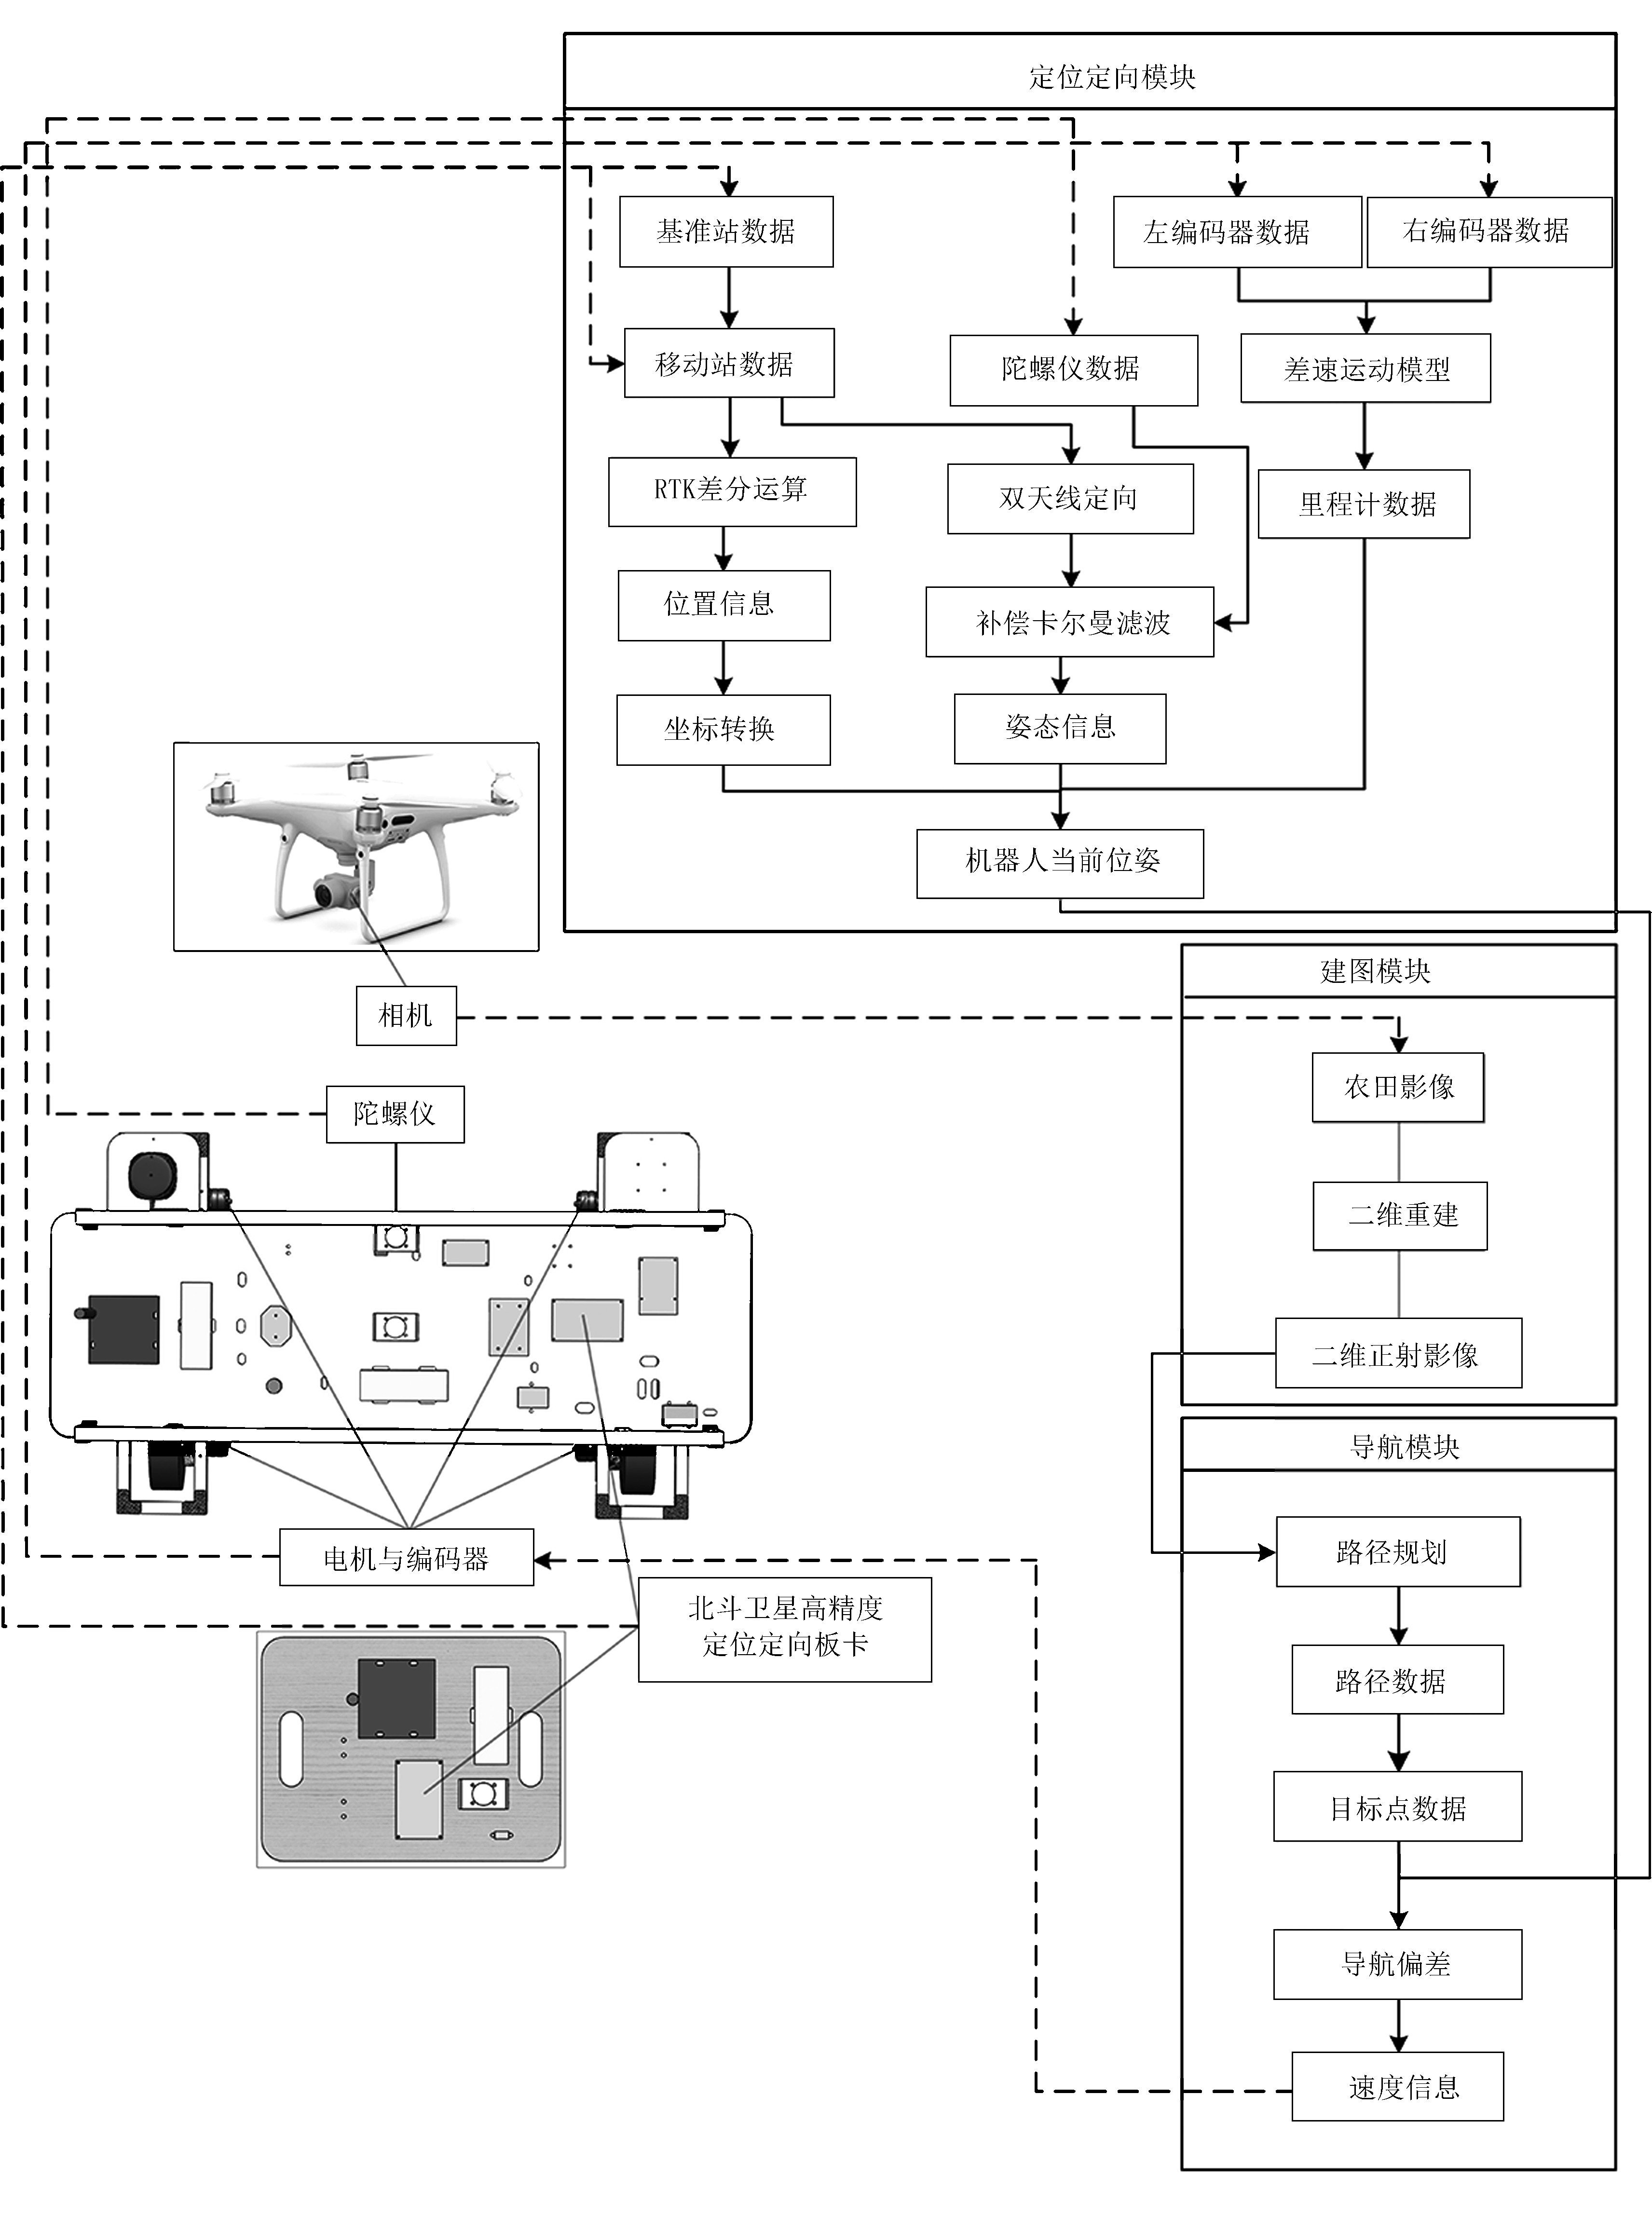 定位定向模块
基准站数据
左编码器数据
右编码器数据
移动站数据
陀螺仪数据
差速运动模型
RTK差分运算
双天线定向
里程计数据
位置信息
补偿卡尔曼滤波
坐标转换
姿态信息
机器人当前位姿
建图模块
相机
农田影像
陀螺仪
二维重建
二维正射影像
导航模块
电机与编码器
路径规划
北斗卫星高精度
定位定向板卡
路径数据
目标点数据
导航偏差
速度信息